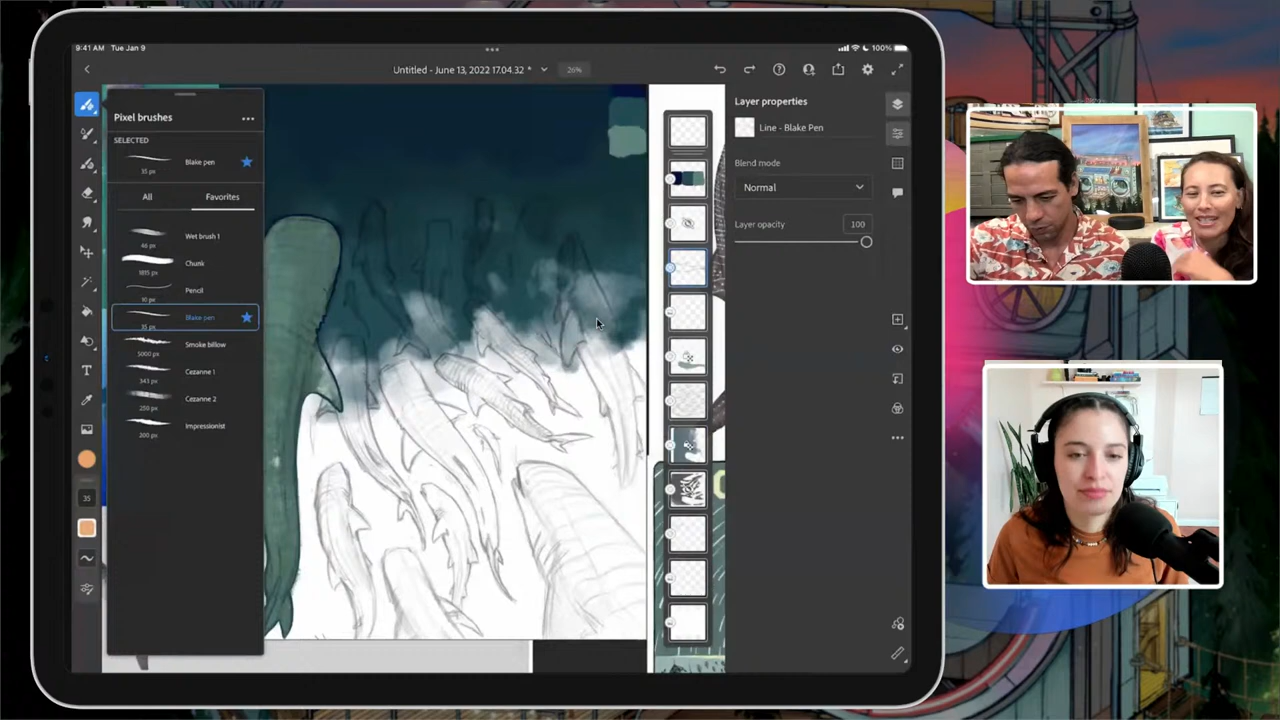 9:41 AM Tue Jan 9
100%
Untitled - June 13, 2022 17.04.32 *
26%
Pixel brushes
SELECTED
Blake pen
35 px
All
Favorites
Wet brush 1
46 px
Chunk
1815 px
Pencil
10 px
Blake pen
35 px
Smoke billow
5000 px
Cezanne 1
343 px
Cezanne 2
250 px
Impressionist
200 px
T
35
Layer properties
Line - Blake Pen
Blend mode
Normal
Layer opacity
100